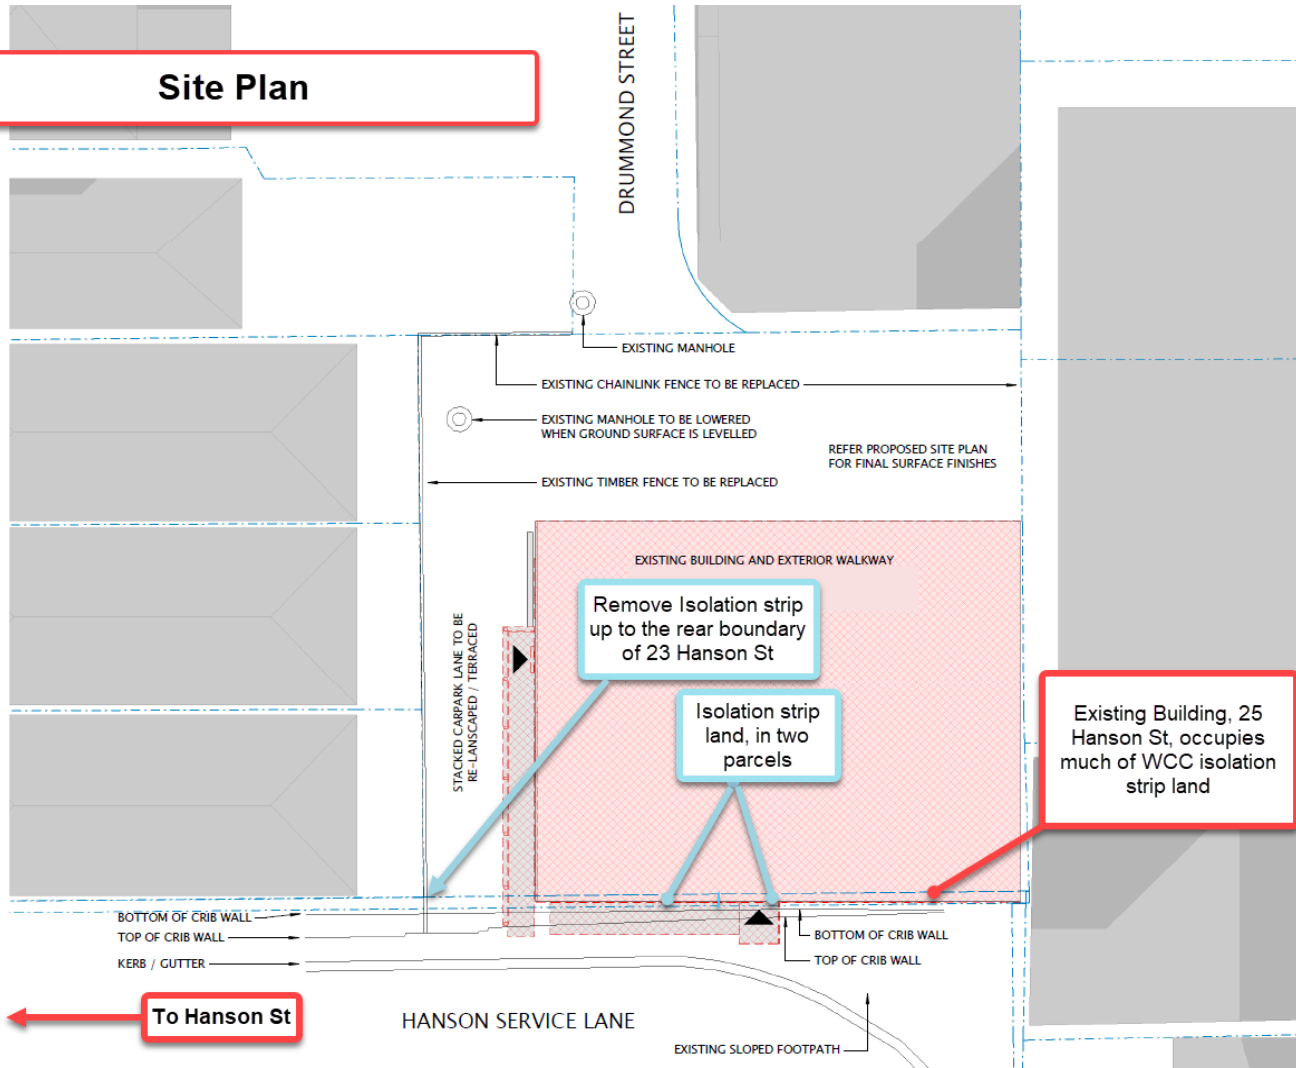 Site Plan
DRUMMOND STREET
EXISTING MANHOLE
EXISTING CHAINLINK FENCE TO BE REPLACED
EXISTING MANHOLE TO BE LOWERED
WHEN GROUND SURFACE IS LEVELLED
REFER PROPOSED SITE PLAN
FOR FINAL SURFACE FINISHES
EXISTING TIMBER FENCE TO BE REPLACED
EXISTING BUILDING AND EXTERIOR WALKWAY
Remove Isolation strip
up to the rear boundary
of 23 Hanson St
STACKED CARPARK LANE TO BE
RE-LANSCAPED / TERRACED
Isolation strip
land, in two
parcels
Existing Building, 25
Hanson St, occupies
much of WCC isolation
strip land
BOTTOM OF CRIB WALL
TOP OF CRIB WALL
KERB / GUTTER
BOTTOM OF CRIB WALL
TOP OF CRIB WALL
To Hanson St
HANSON SERVICE LANE
EXISTING SLOPED FOOTPATH